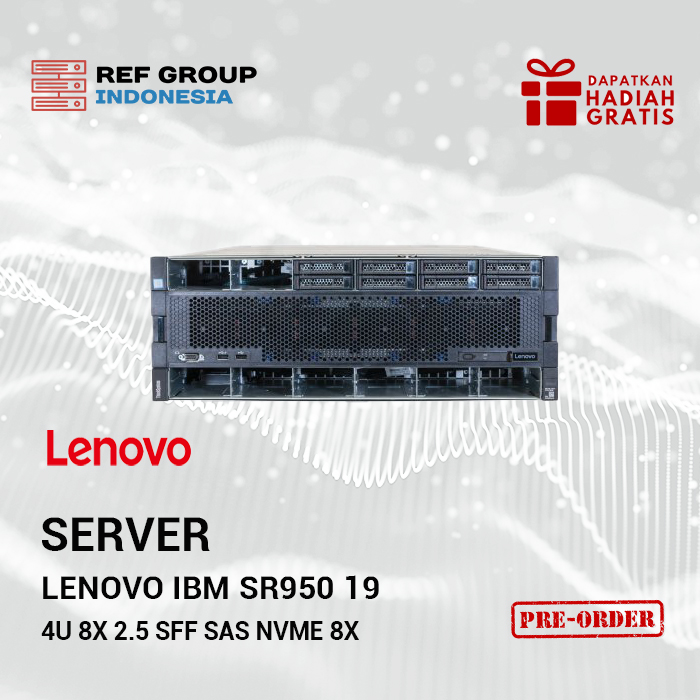 REF GROUP
INDONESIA
DAPATKAN
HADIAH
GRATIS
Lenovo
Lenovo
SERVER
LENOVO IBM SR950 19
4U 8X 2.5 SFF SAS NVME 8X
PRE-ORDER